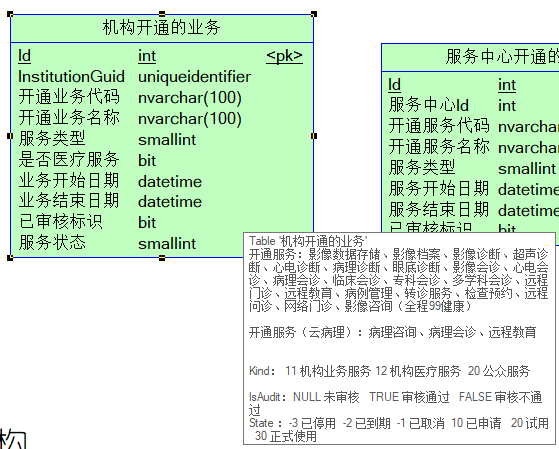 机构开通的业务
Id int <pk>
InstitutionGuid uniqueidentifier
开通业务代码 nvarchar(100)
开通业务名称 nvarchar(100)
服务类型 smallint
是否医疗服务 bit
业务开始日期 datetime
业务结束日期 datetime
已审核标识 bit
服务状态 smallint
服务中心开通的
Id int
服务中心Id int
开通服务代码 nvarchar
开通服务名称 nvarchar
服务类型 smallint
服务开始日期 datetime
服务结束日期 datetime
已审核标识 bit
Table '机构开通的业务'
开通服务：影像数据存储、影像档案、影像诊断、超声诊
断、心电诊断、病理诊断、眼底诊断、影像会诊、心电会
诊、病理会诊、临床会诊、专科会诊、多学科会诊、远程
门诊、远程教育、病例管理、转诊服务、检查预约、远程
问诊、网络门诊、影像咨询（全程99健康）
开通服务（云病理）：病理咨询、病理会诊、远程教育
Kind： 11 机构业务服务 12 机构医疗服务 20 公众服务
IsAudit：NULL 未审核 TRUE 审核通过 FALSE 审核不通
过
State ：-3 已停用 -2 已到期 -1 已取消 10 已申请 20 试用
30 正式使用
构